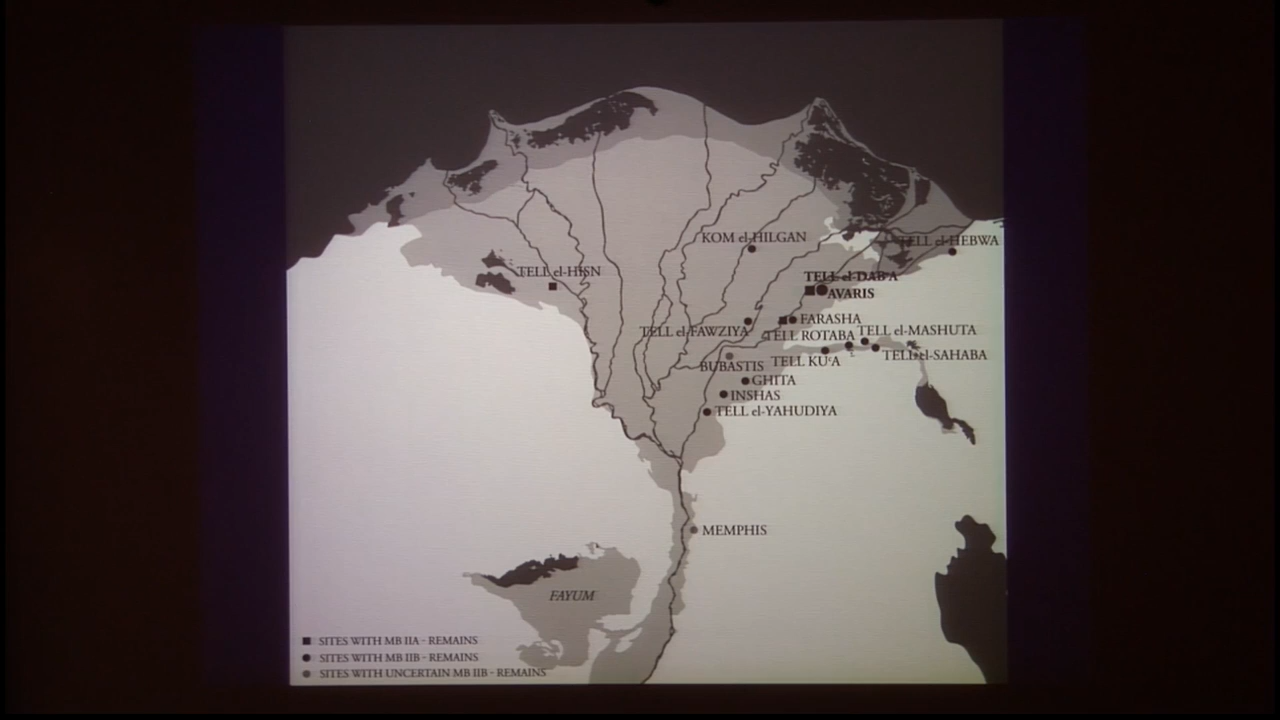 KOM el-HILGAN
TELL el-HEBWA
TELL el-HISN
TELL el-DAB'A
AVARIS
FARASHA
TELL el-FAWZIYA
TELL ROTABA
TELL el-MASHUTA
TELL el-SAHABA
BUBASTIS
TELL KU'A
GHITA
INSHAS
TELL el-YAHUDIYA
MEMPHIS
FAYUM
SITES WITH MB IIA - REMAINS
SITES WITH MB IIB - REMAINS
SITES WITH UNCERTAIN MB IIB - REMAINS